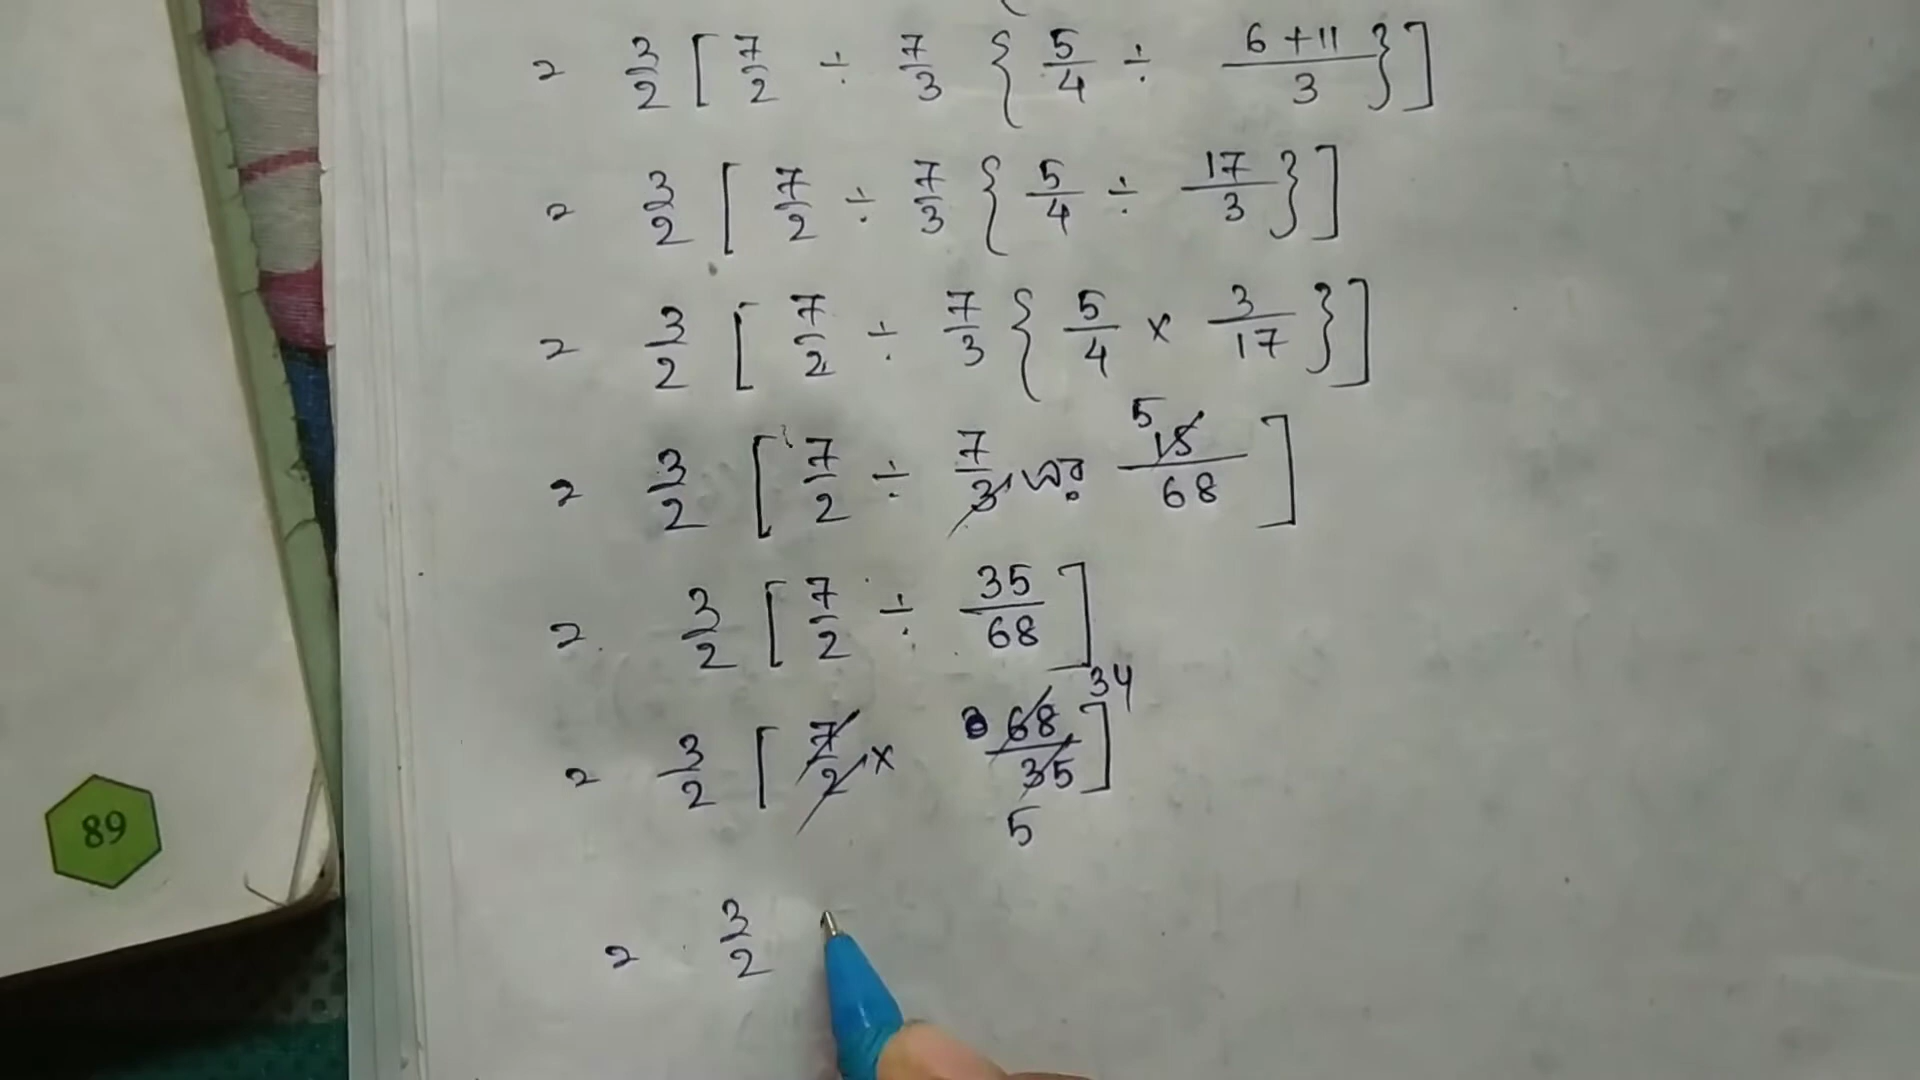 = 3/2 [ 7/2 ÷ 7/3 { 5/4 ÷ (6+11)/3 } ]
= 3/2 [ 7/2 ÷ 7/3 { 5/4 ÷ 17/3 } ]
= 3/2 [ 7/2 ÷ 7/3 { 5/4 × 3/17 } ]
= 3/2 [ 7/2 ÷ 7/3 এর 5 15/68 ]
= 3/2 [ 7/2 ÷ 35/68 ]
= 3/2 [ 7/2 × 68/35 ] 34
5
= 3/2
89